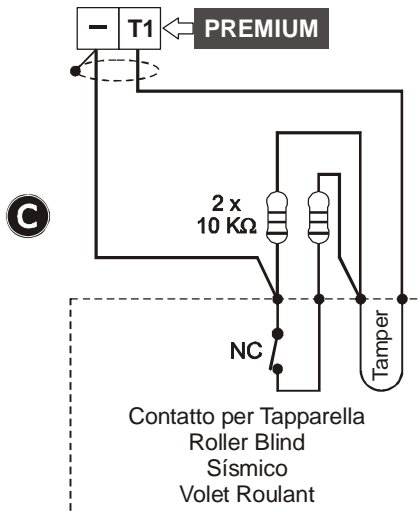 – T1 PREMIUM
C
2 x
10 KΩ
NC
Tamper
Contatto per Tapparella
Roller Blind
Sísmico
Volet Roulant